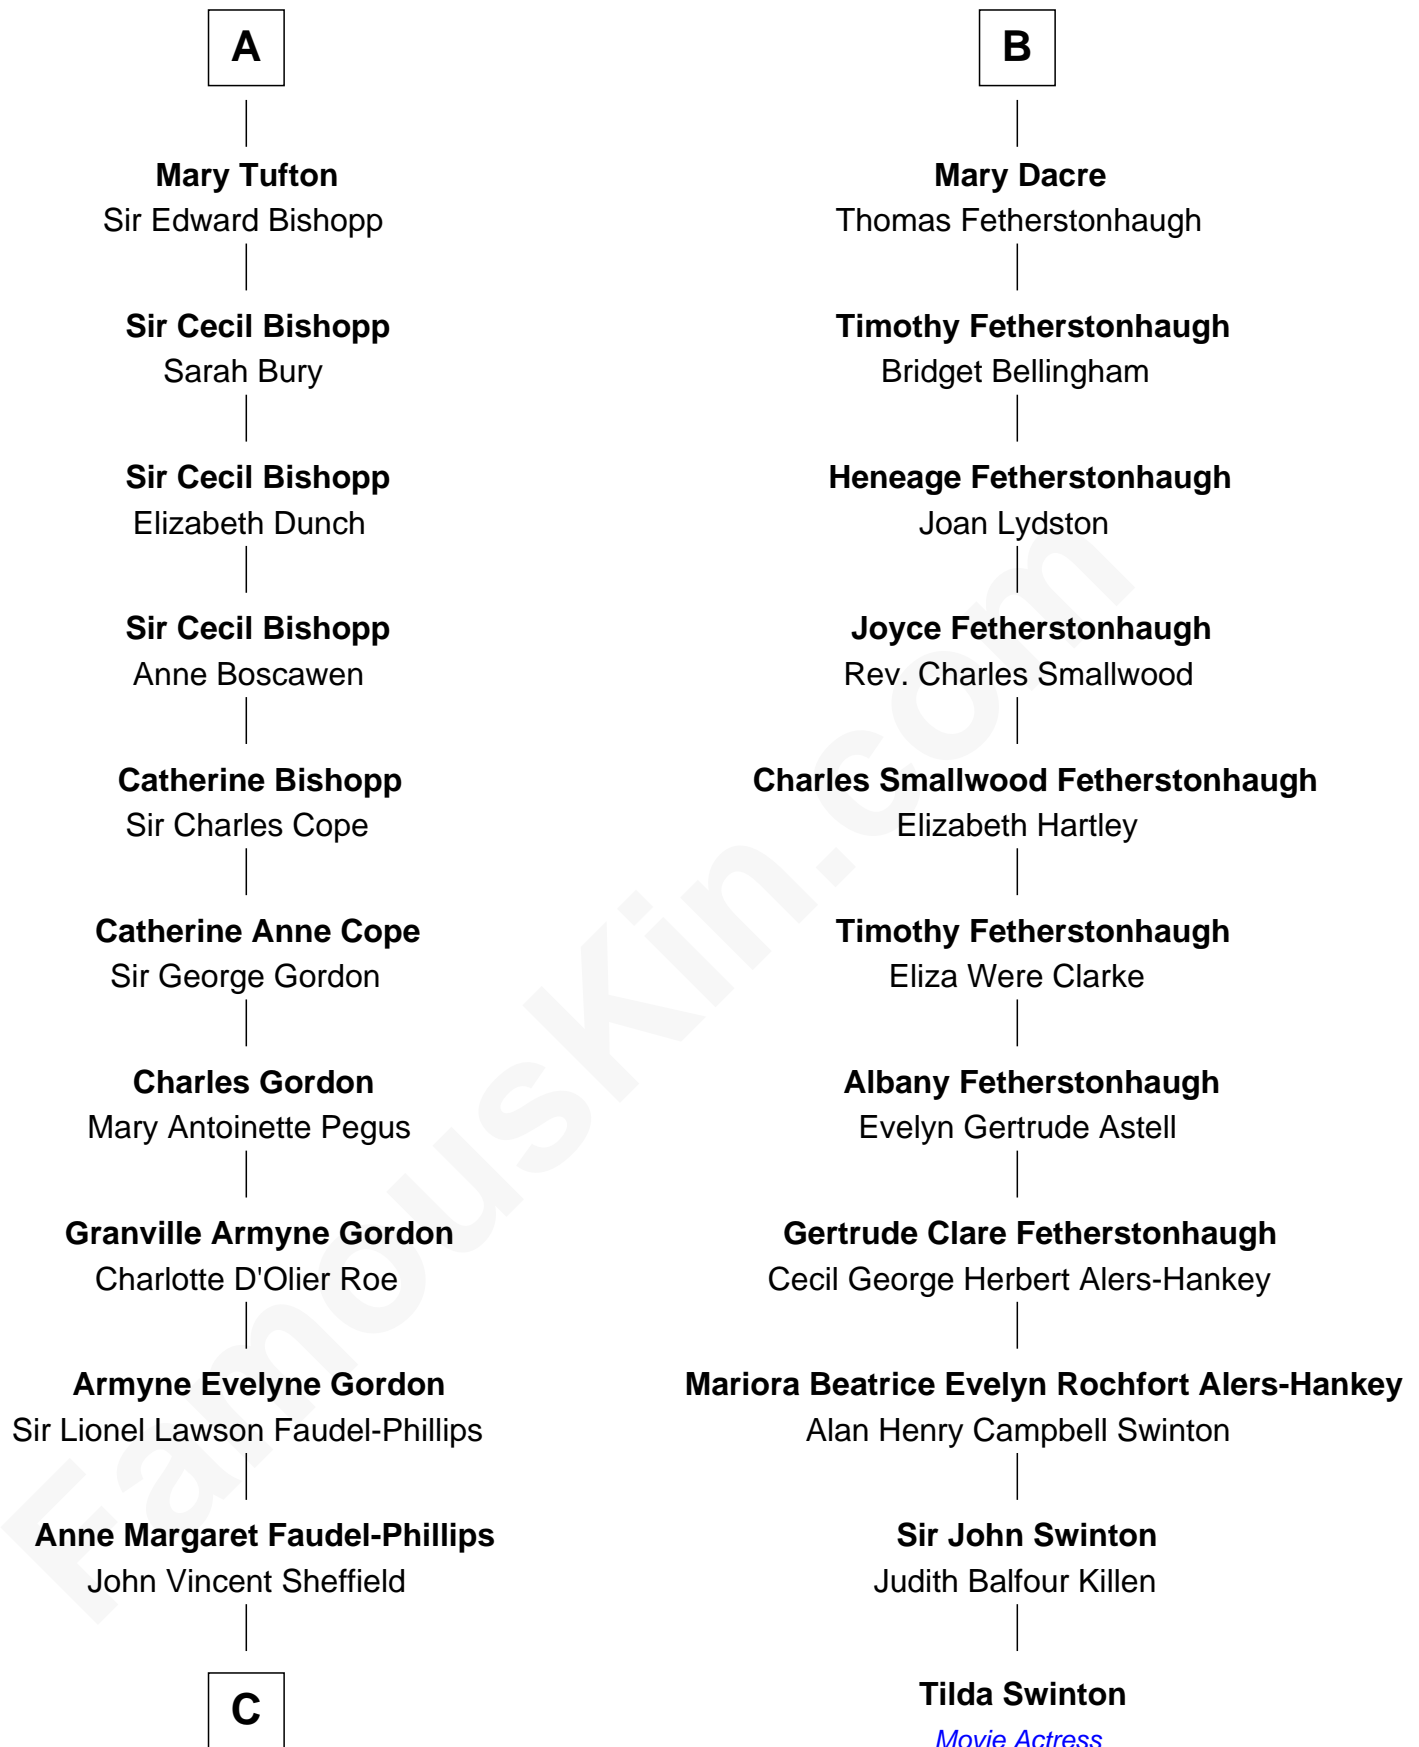 A
Mary Tufton
Sir Edward Bishopp
Sir Cecil Bishopp
Sarah Bury
Sir Cecil Bishopp
Elizabeth Dunch
Sir Cecil Bishopp
Anne Boscawen
Catherine Bishopp
Sir Charles Cope
Catherine Anne Cope
Sir George Gordon
Charles Gordon
Mary Antoinette Pegus
Granville Armyne Gordon
Charlotte D'Olier Roe
Armyne Evelyne Gordon
Sir Lionel Lawson Faudel-Phillips
Anne Margaret Faudel-Phillips
John Vincent Sheffield
C
B
Mary Dacre
Thomas Fetherstonhaugh
Timothy Fetherstonhaugh
Bridget Bellingham
Heneage Fetherstonhaugh
Joan Lydston
Joyce Fetherstonhaugh
Rev. Charles Smallwood
Charles Smallwood Fetherstonhaugh
Elizabeth Hartley
Timothy Fetherstonhaugh
Eliza Were Clarke
Albany Fetherstonhaugh
Evelyn Gertrude Astell
Gertrude Clare Fetherstonhaugh
Cecil George Herbert Alers-Hankey
Mariora Beatrice Evelyn Rochfort Alers-Hankey
Alan Henry Campbell Swinton
Sir John Swinton
Judith Balfour Killen
Tilda Swinton
Movie Actress
FamousKin.com